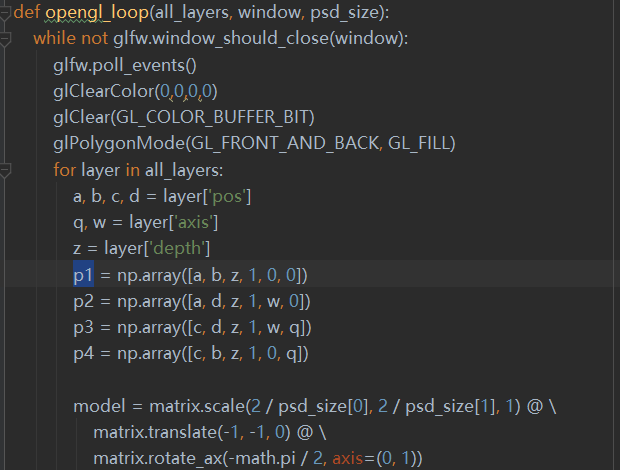 def opengl_loop(all_layers, window, psd_size):
    while not glfw.window_should_close(window):
        glfw.poll_events()
        glClearColor(0,0,0,0)
        glClear(GL_COLOR_BUFFER_BIT)
        glPolygonMode(GL_FRONT_AND_BACK, GL_FILL)
        for layer in all_layers:
            a, b, c, d = layer['pos']
            q, w = layer['axis']
            z = layer['depth']
            p1 = np.array([a, b, z, 1, 0, 0])
            p2 = np.array([a, d, z, 1, w, 0])
            p3 = np.array([c, d, z, 1, w, q])
            p4 = np.array([c, b, z, 1, 0, q])
            model = matrix.scale(2 / psd_size[0], 2 / psd_size[1], 1) @ \
                matrix.translate(-1, -1, 0) @ \
                matrix.rotate_ax(-math.pi / 2, axis=(0, 1))